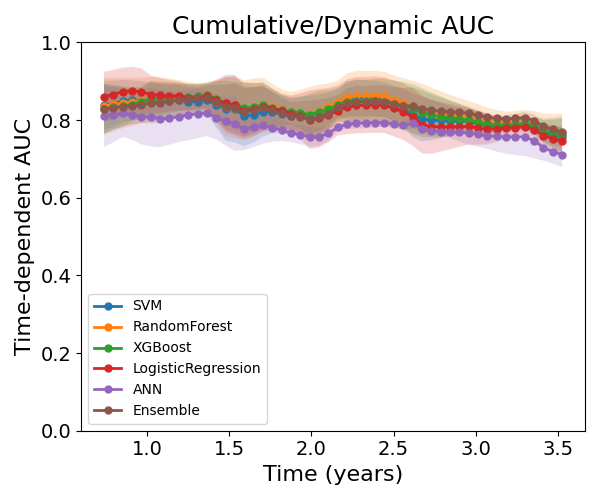 Cumulative/Dynamic AUC
Time-dependent AUC
1.0
0.8
0.6
0.4
0.2
0.0
SVM
RandomForest
XGBoost
LogisticRegression
ANN
Ensemble
1.0 1.5 2.0 2.5 3.0 3.5
Time (years)